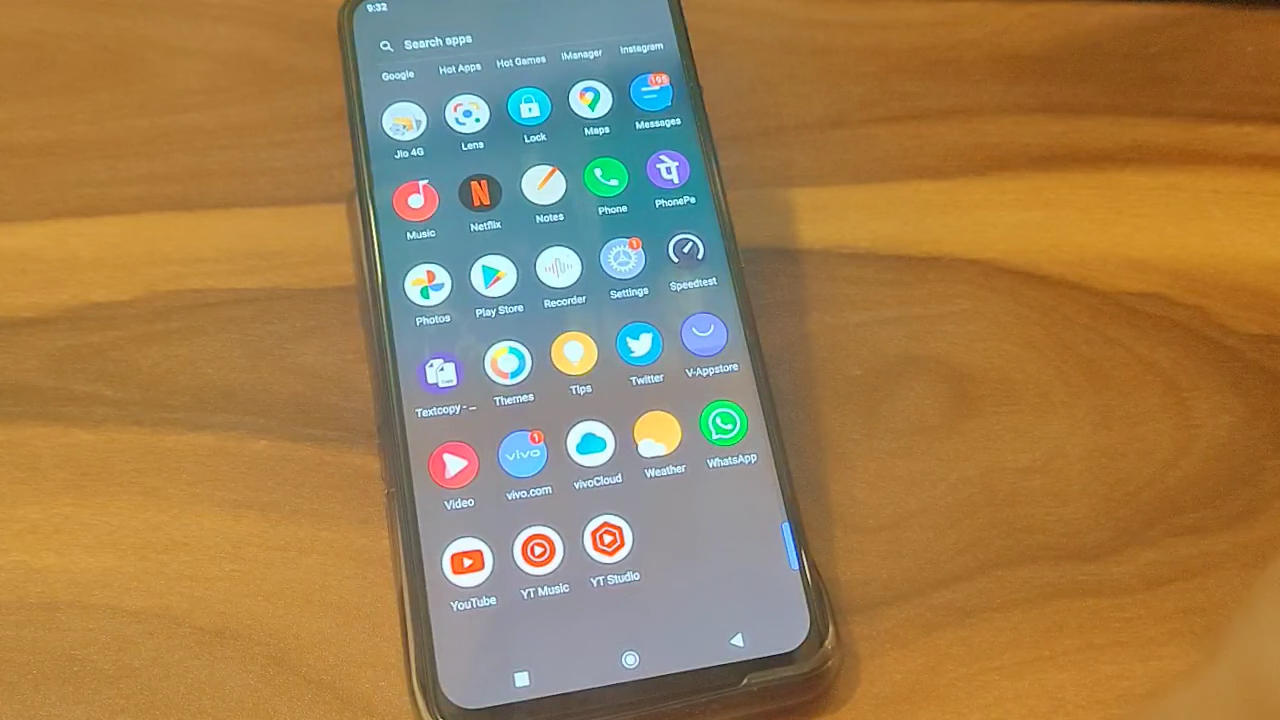 9:32
Search apps
Google Hot Apps Hot Games iManager Instagram
Jio 4G Lens Lock Maps Messages
195
Music Netflix Notes Phone PhonePe
N
पे
Photos Play Store Recorder Settings Speedtest
1
Textcopy - ... Themes Tips Twitter V-Appstore
Video vivo.com vivoCloud Weather WhatsApp
vivo
1
YouTube YT Music YT Studio